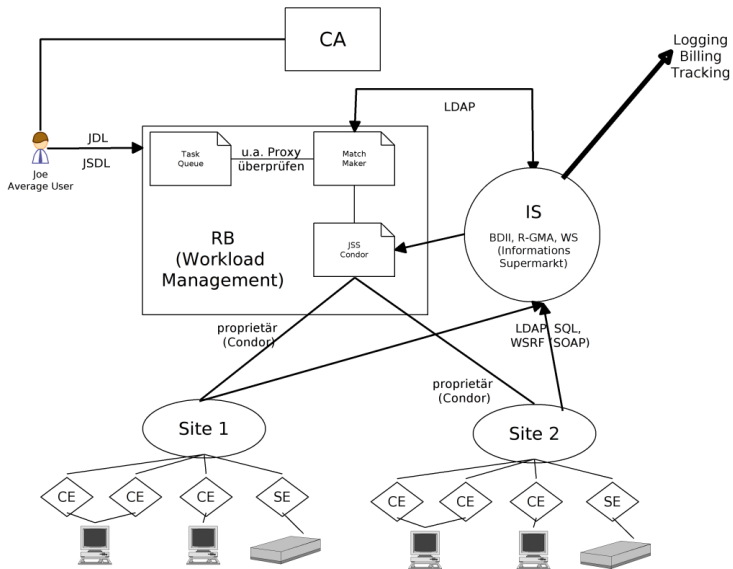 CA
Logging
Billing
Tracking
LDAP
JDL
JSDL
Joe
Average User
Task
Queue
u.a. Proxy
überprüfen
Match
Maker
IS
BDII, R-GMA, WS
(Informations
Supermarkt)
RB
(Workload
Management)
JSS
Condor
proprietär
(Condor)
LDAP, SQL,
WSRF (SOAP)
proprietär
(Condor)
Site 1
Site 2
CE
CE
CE
SE
CE
CE
CE
SE